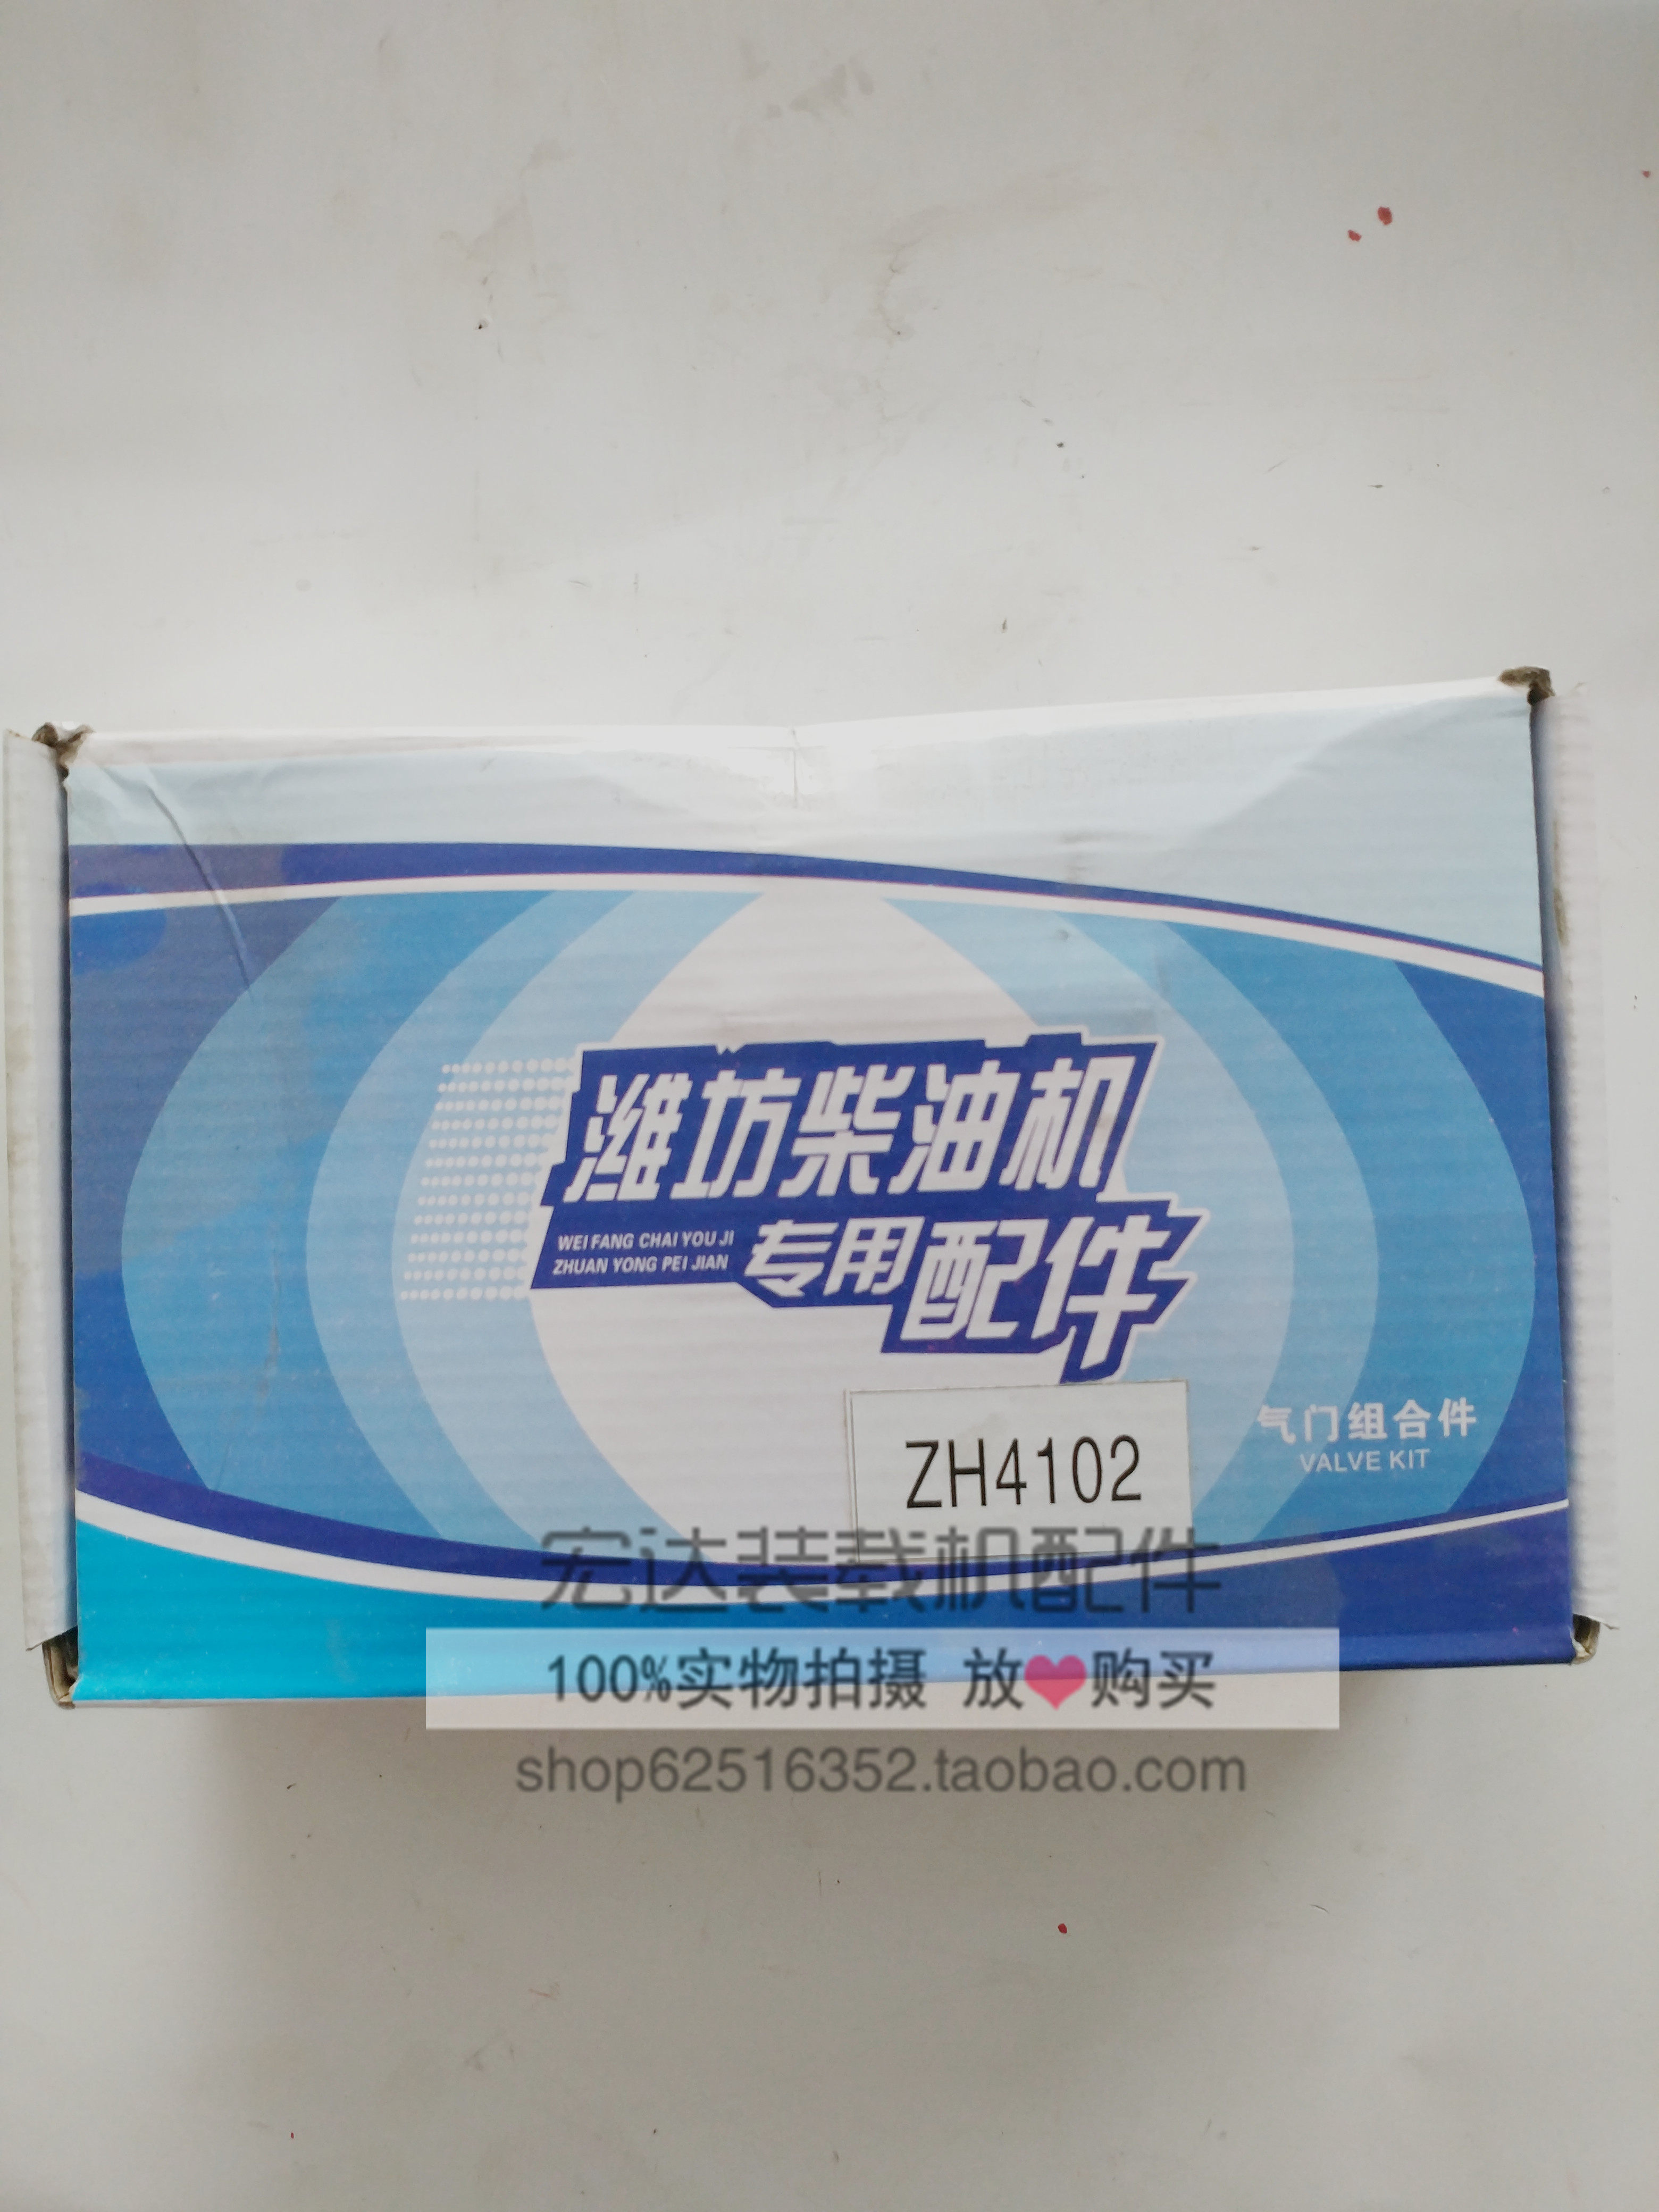 潍坊柴油机
WEI FANG CHAI YOU JI
ZHUAN YONG PEI JIAN
专用配件
ZH4102
气门组合件
VALVE KIT
宏达装载机配件
100%实物拍摄 放❤购买
shop62516352.taobao.com